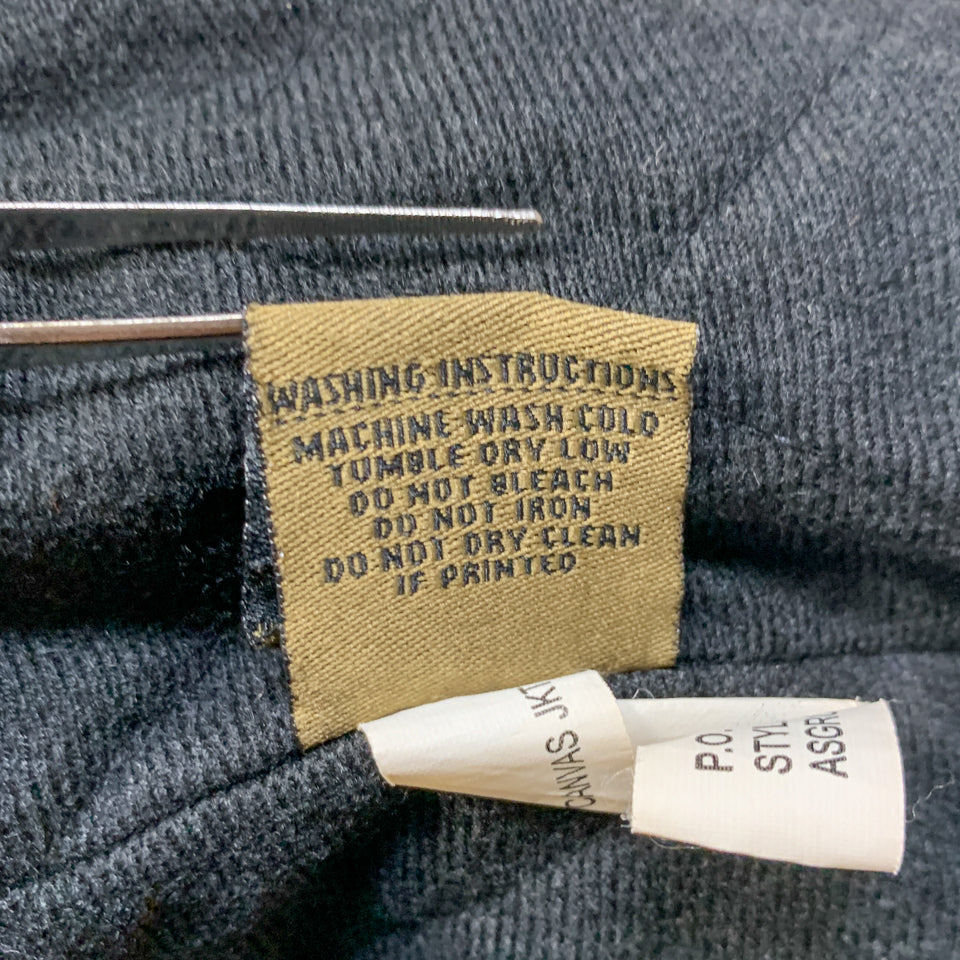 WASHING INSTRUCTIONS
MACHINE WASH COLD
TUMBLE DRY LOW
DO NOT BLEACH
DO NOT IRON
DO NOT DRY CLEAN
IF PRINTED
CANVAS JKT
P.O.
STYL
ASGR